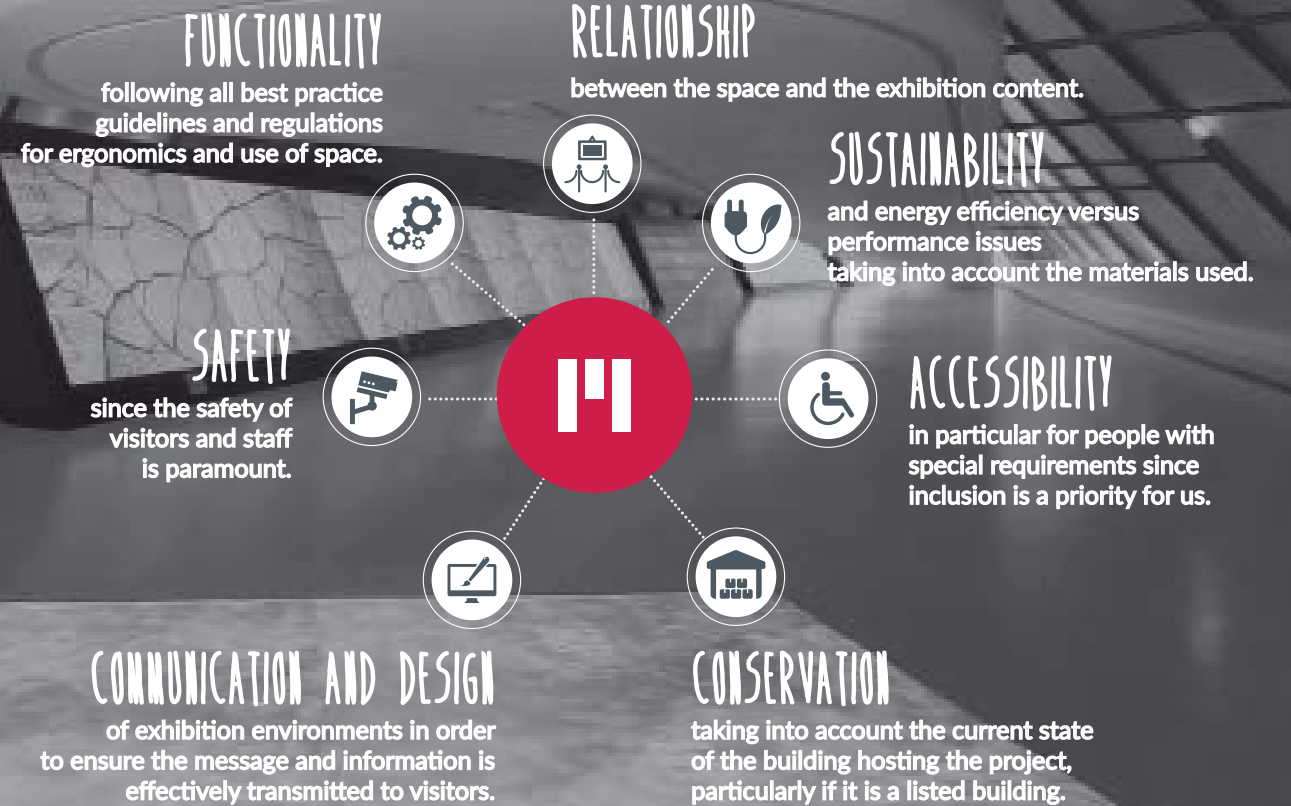 FUNCTIONALITY
following all best practice
guidelines and regulations
for ergonomics and use of space.
RELATIONSHIP
between the space and the exhibition content.
SUSTAINABILITY
and energy efficiency versus
performance issues
taking into account the materials used.
SAFETY
since the safety of
visitors and staff
is paramount.
ACCESSIBILITY
in particular for people with
special requirements since
inclusion is a priority for us.
COMMUNICATION AND DESIGN
of exhibition environments in order
to ensure the message and information is
effectively transmitted to visitors.
CONSERVATION
taking into account the current state
of the building hosting the project,
particularly if it is a listed building.